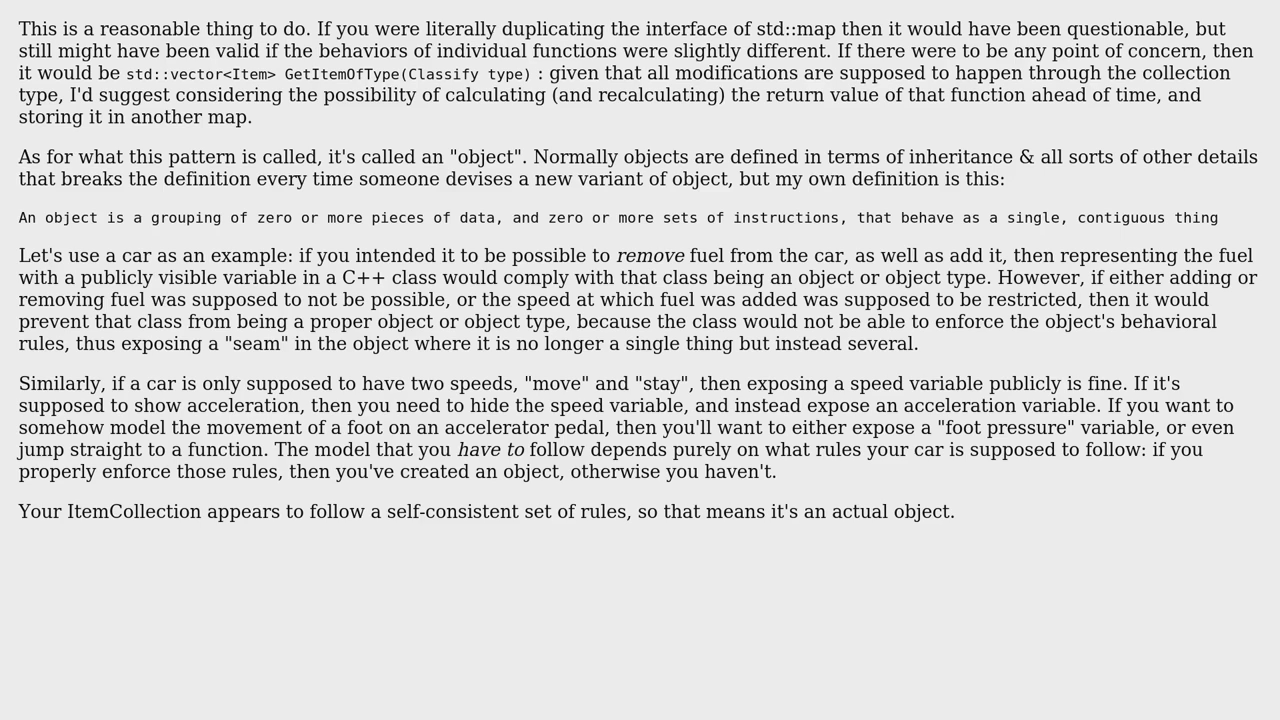 This is a reasonable thing to do. If you were literally duplicating the interface of std::map then it would have been questionable, but
still might have been valid if the behaviors of individual functions were slightly different. If there were to be any point of concern, then
it would be std::vector<Item> GetItemOfType(Classify type) : given that all modifications are supposed to happen through the collection
type, I'd suggest considering the possibility of calculating (and recalculating) the return value of that function ahead of time, and
storing it in another map.
As for what this pattern is called, it's called an "object". Normally objects are defined in terms of inheritance & all sorts of other details
that breaks the definition every time someone devises a new variant of object, but my own definition is this:
An object is a grouping of zero or more pieces of data, and zero or more sets of instructions, that behave as a single, contiguous thing
Let's use a car as an example: if you intended it to be possible to remove fuel from the car, as well as add it, then representing the fuel
with a publicly visible variable in a C++ class would comply with that class being an object or object type. However, if either adding or
removing fuel was supposed to not be possible, or the speed at which fuel was added was supposed to be restricted, then it would
prevent that class from being a proper object or object type, because the class would not be able to enforce the object's behavioral
rules, thus exposing a "seam" in the object where it is no longer a single thing but instead several.
Similarly, if a car is only supposed to have two speeds, "move" and "stay", then exposing a speed variable publicly is fine. If it's
supposed to show acceleration, then you need to hide the speed variable, and instead expose an acceleration variable. If you want to
somehow model the movement of a foot on an accelerator pedal, then you'll want to either expose a "foot pressure" variable, or even
jump straight to a function. The model that you have to follow depends purely on what rules your car is supposed to follow: if you
properly enforce those rules, then you've created an object, otherwise you haven't.
Your ItemCollection appears to follow a self-consistent set of rules, so that means it's an actual object.